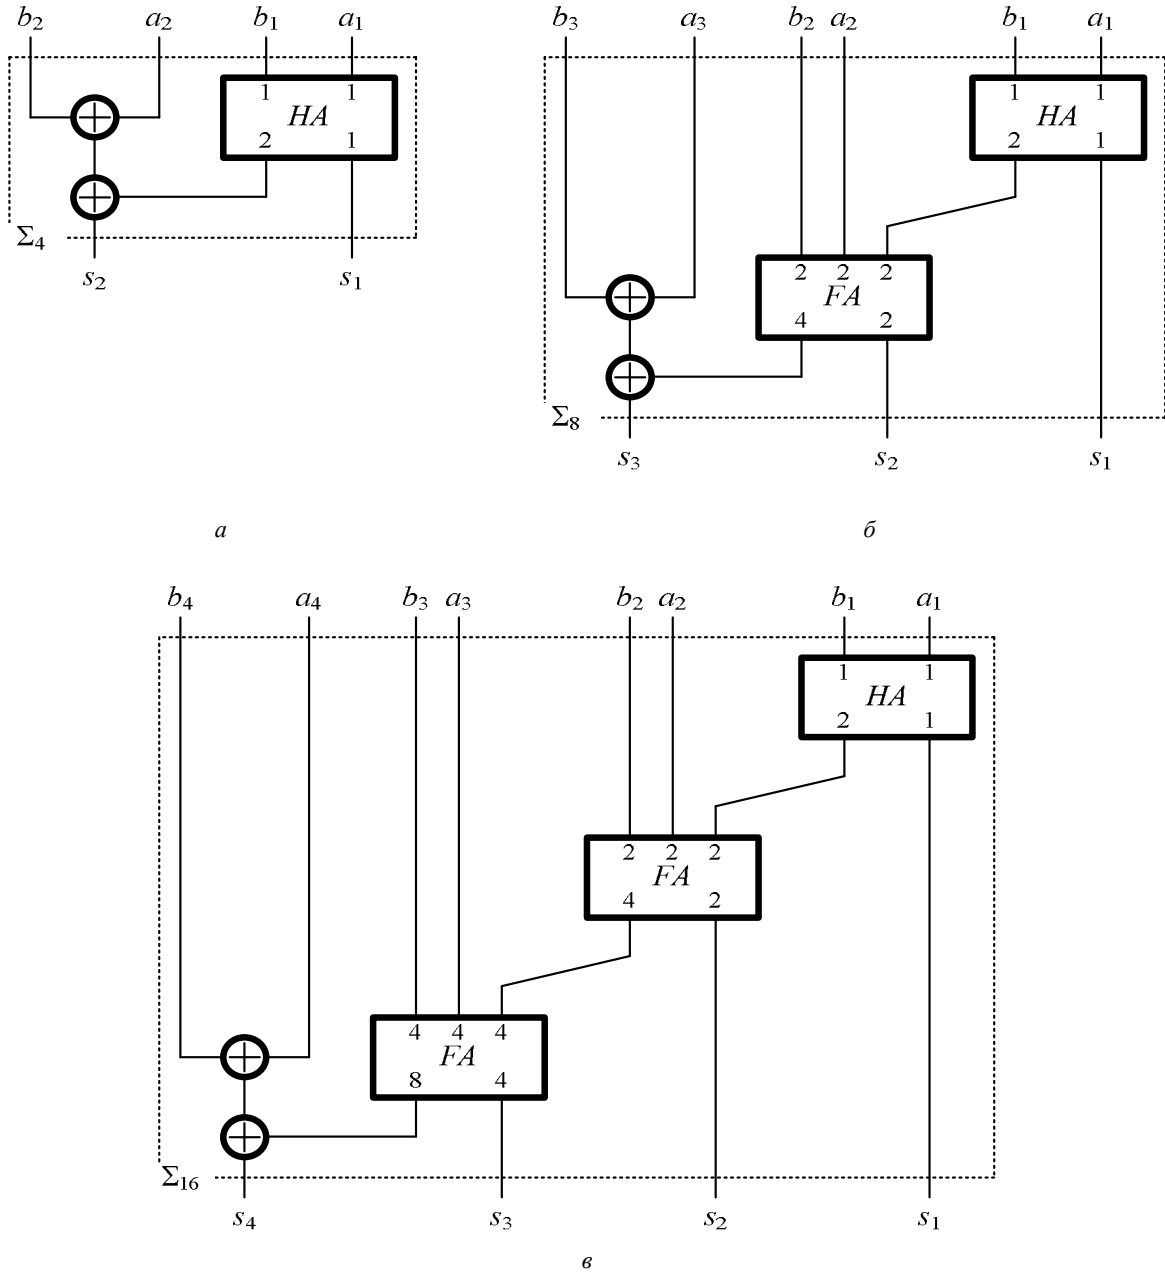 b₂ a₂ b₁ a₁ b₃ a₃ b₂ a₂ b₁ a₁
1 1 1 1
HA HA
2 1 2 1
Σ₄
s₂ s₁
2 2 2
FA
4 2
Σ₈
s₃ s₂ s₁
а б
b₄ a₄ b₃ a₃ b₂ a₂ b₁ a₁
1 1
HA
2 1
2 2 2
FA
4 2
4 4 4
FA
8 4
Σ₁₆
s₄ s₃ s₂ s₁
в